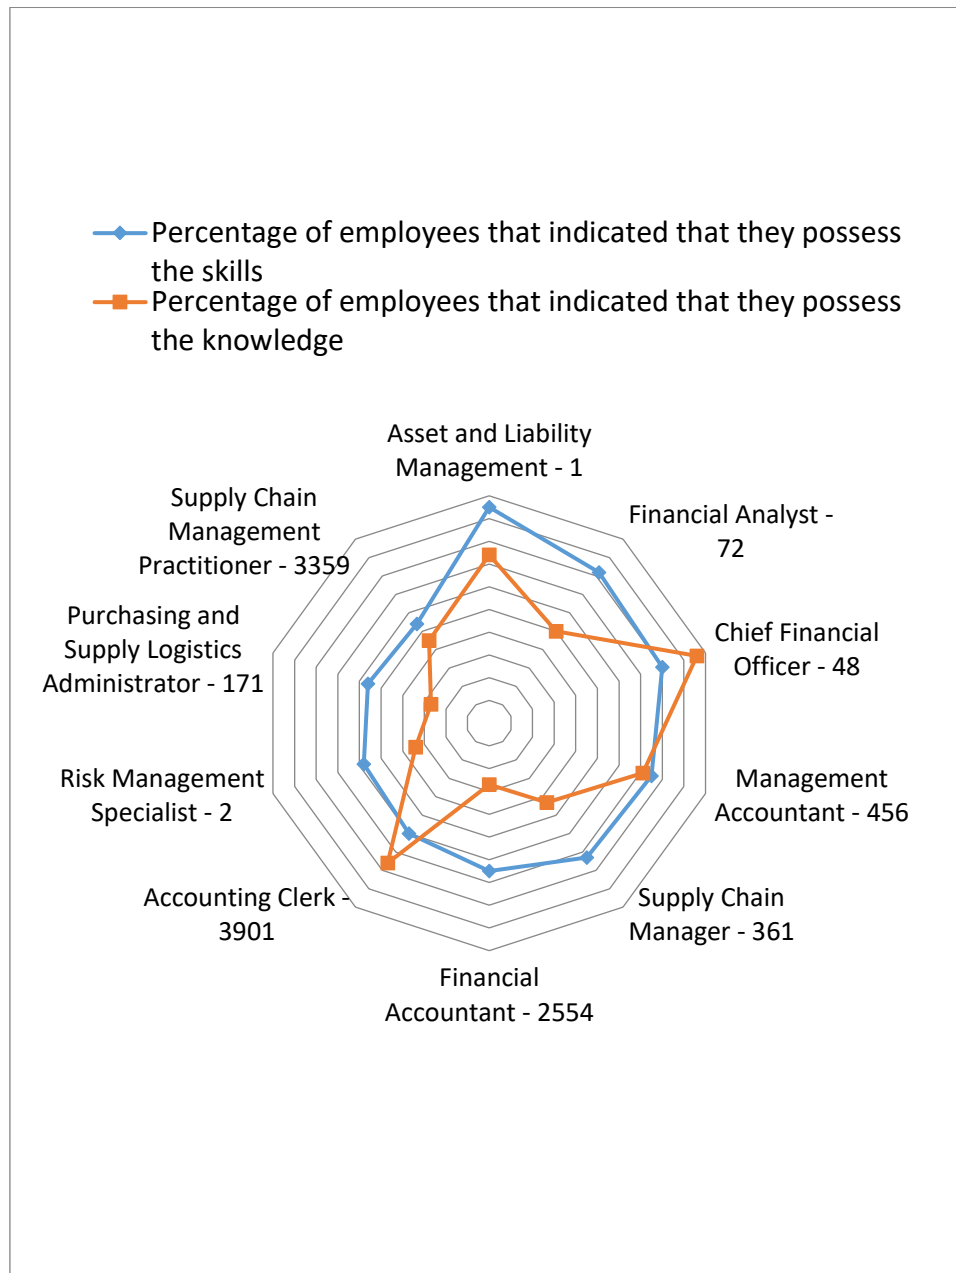 Percentage of employees that indicated that they possess
the skills
Percentage of employees that indicated that they possess
the knowledge
Asset and Liability
Management - 1
Financial Analyst -
72
Chief Financial
Officer - 48
Management
Accountant - 456
Supply Chain
Manager - 361
Financial
Accountant - 2554
Accounting Clerk -
3901
Risk Management
Specialist - 2
Purchasing and
Supply Logistics
Administrator - 171
Supply Chain
Management
Practitioner - 3359